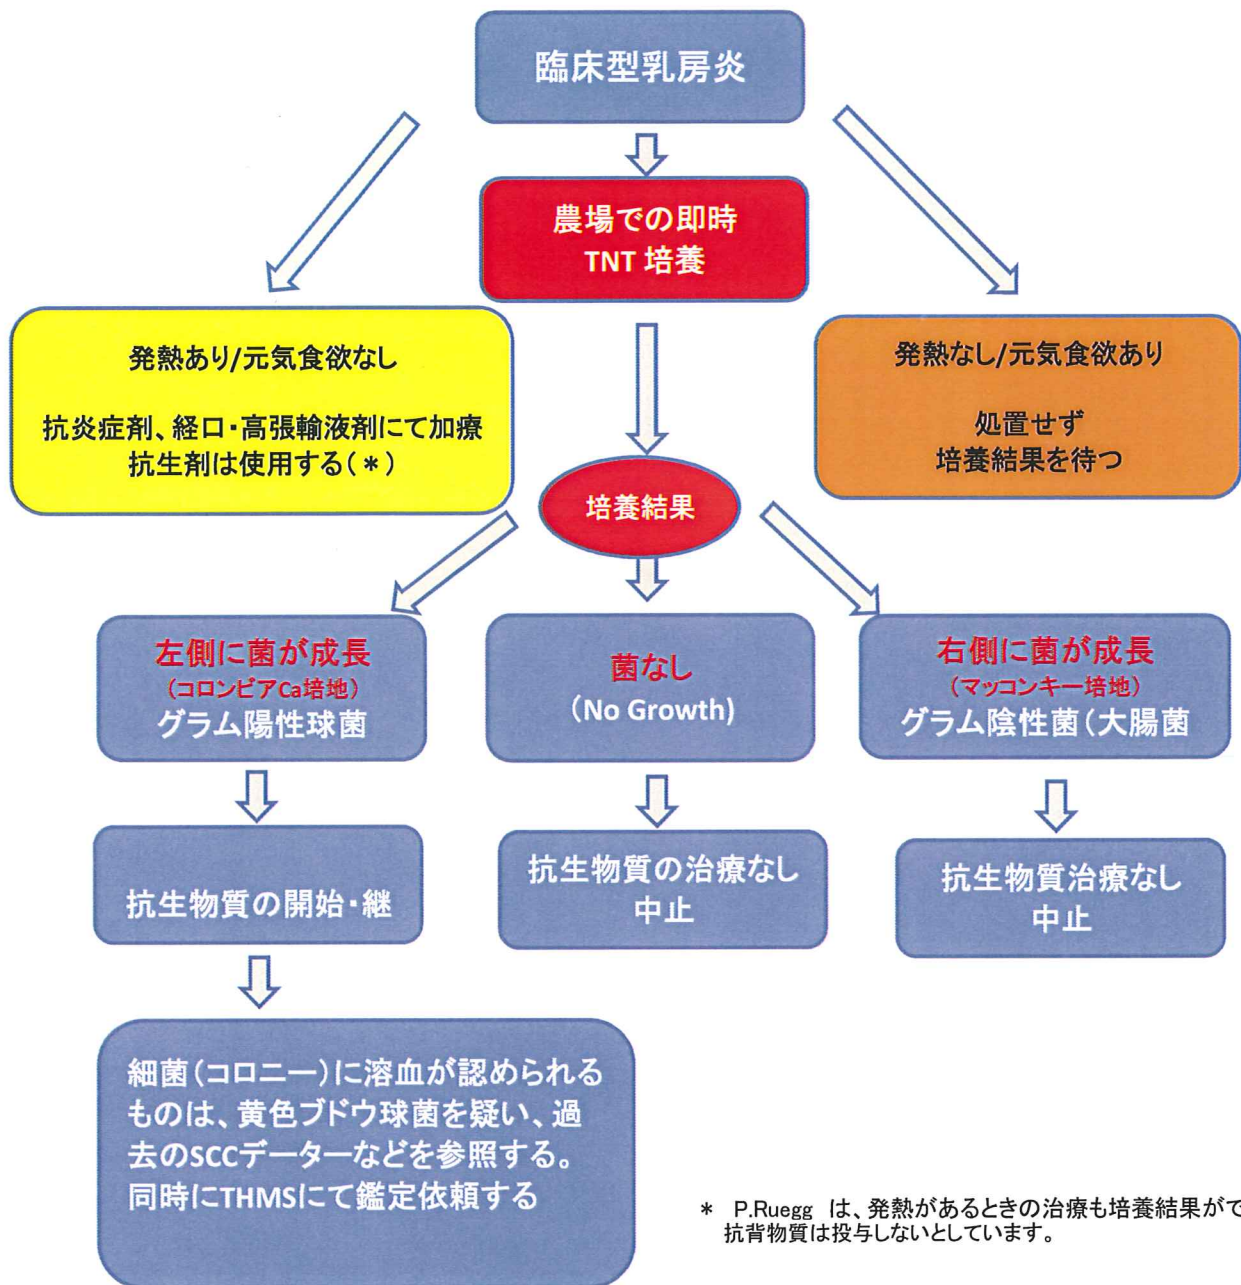 臨床型乳房炎
農場での即時
TNT 培養
発熱あり/元気食欲なし
抗炎症剤、経口・高張輸液剤にて加療
抗生剤は使用する(*)
発熱なし/元気食欲あり
処置せず
培養結果を待つ
培養結果
左側に菌が成長
(コロンビアCa培地)
グラム陽性球菌
菌なし
(No Growth)
右側に菌が成長
(マッコンキー培地)
グラム陰性菌(大腸菌
抗生物質の開始・継
抗生物質の治療なし
中止
抗生物質治療なし
中止
細菌(コロニー)に溶血が認められる
ものは、黄色ブドウ球菌を疑い、過
去のSCCデーターなどを参照する。
同時にTHMSにて鑑定依頼する
* P.Ruegg は、発熱があるときの治療も培養結果がで
抗背物質は投与しないとしています。